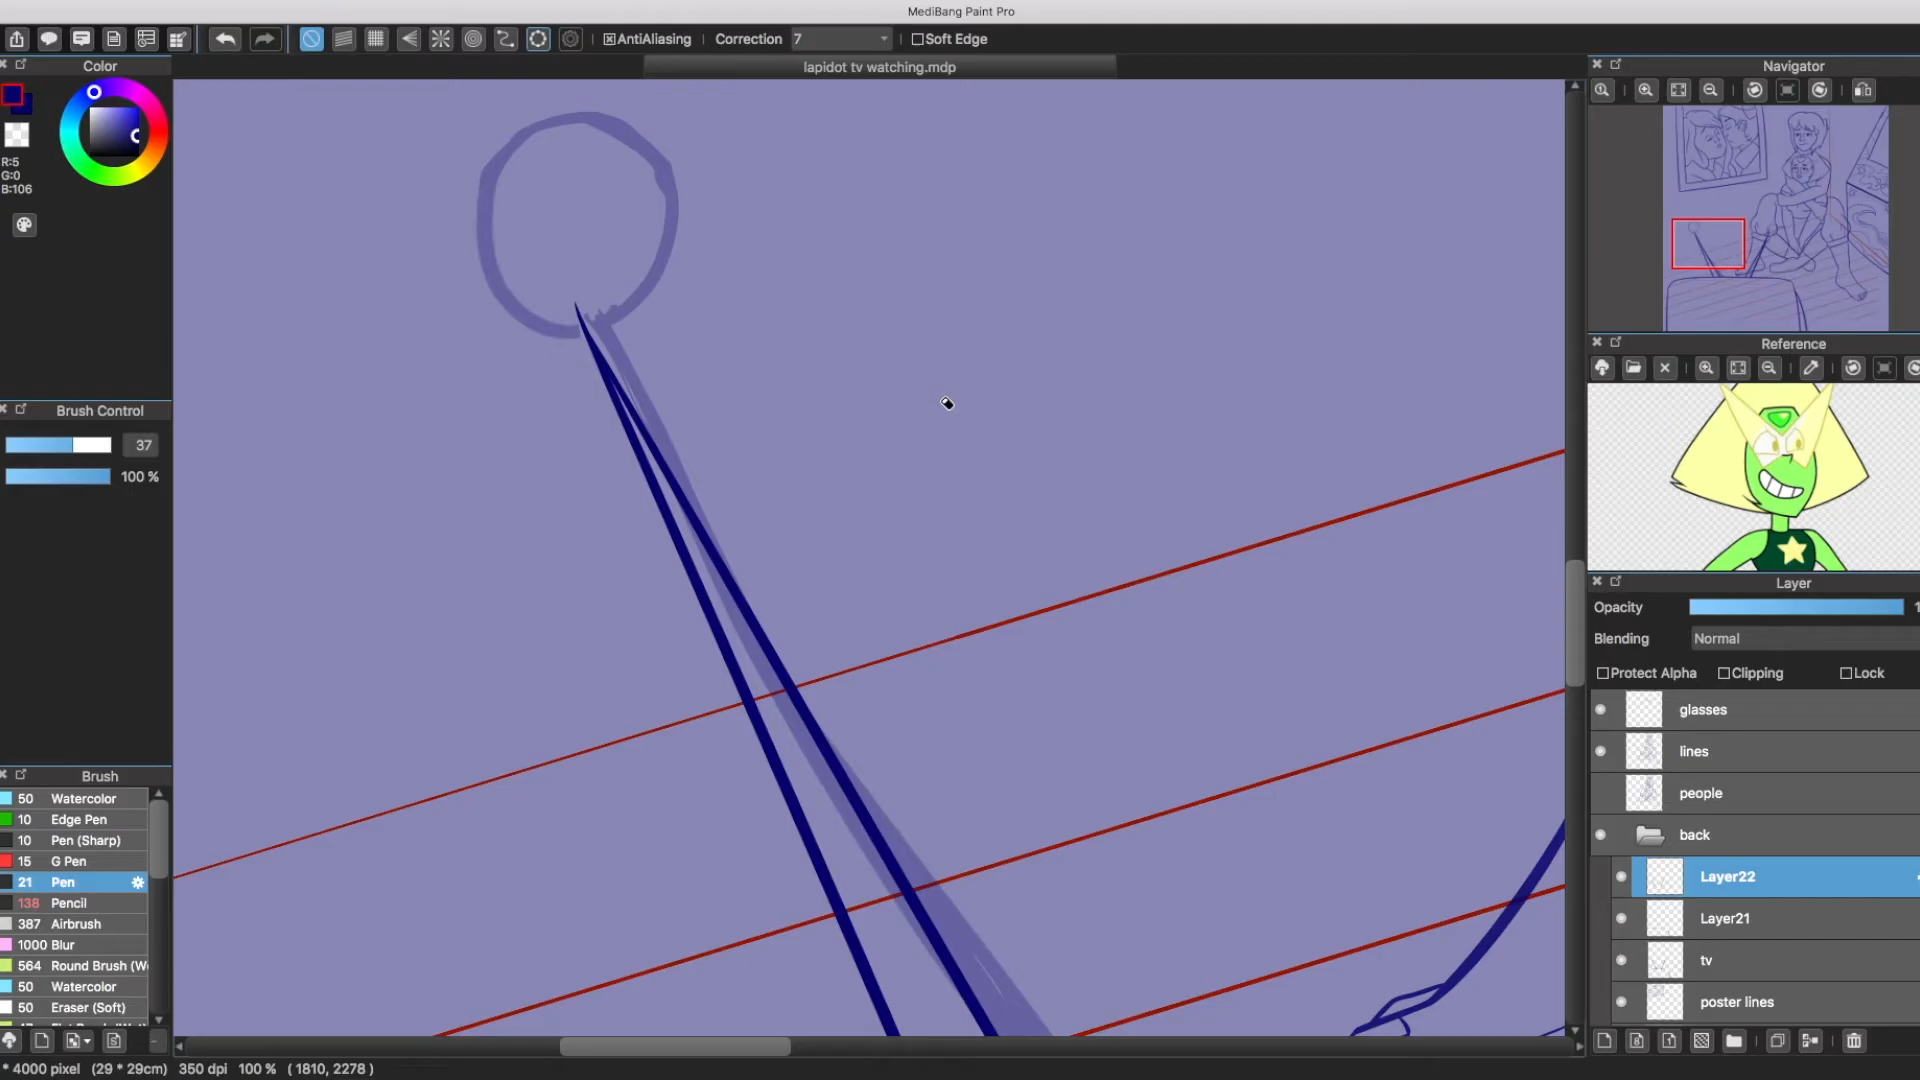 MediBang Paint Pro
AntiAliasing Correction 7 Soft Edge
lapidot tv watching.mdp
Color
R:5
G:0
B:106
Brush Control
37
100 %
Brush
50 Watercolor
10 Edge Pen
10 Pen (Sharp)
15 G Pen
21 Pen
138 Pencil
387 Airbrush
1000 Blur
564 Round Brush (W
50 Watercolor
50 Eraser (Soft)
Navigator
Reference
Layer
Opacity
Blending Normal
Protect Alpha Clipping Lock
glasses
lines
people
back
Layer22
Layer21
tv
poster lines
* 4000 pixel (29 * 29cm) 350 dpi 100 % ( 1810, 2278 )